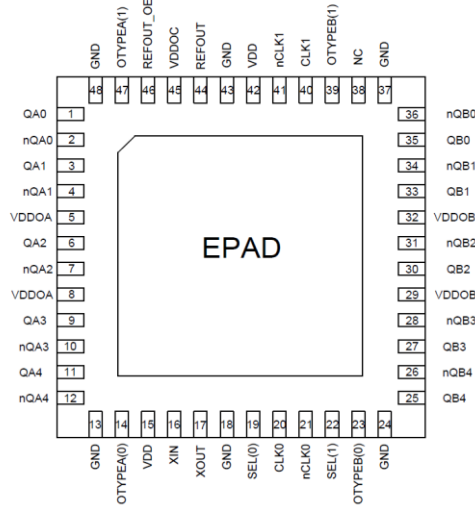 GND
OTYPEA(1)
REFOUT_OE
VDDOC
REFOUT
GND
VDD
nCLK1
CLK1
OTYPEB(1)
NC
GND
48 47 46 45 44 43 42 41 40 39 38 37
QA0 1
nQA0 2
QA1 3
nQA1 4
VDDOA 5
QA2 6
nQA2 7
VDDOA 8
QA3 9
nQA3 10
QA4 11
nQA4 12
EPAD
36 nQB0
35 QB0
34 nQB1
33 QB1
32 VDDOB
31 nQB2
30 QB2
29 VDDOB
28 nQB3
27 QB3
26 nQB4
25 QB4
13 14 15 16 17 18 19 20 21 22 23 24
GND
OTYPEA(0)
VDD
XIN
XOUT
GND
SEL(0)
CLK0
nCLK0
SEL(1)
OTYPEB(0)
GND